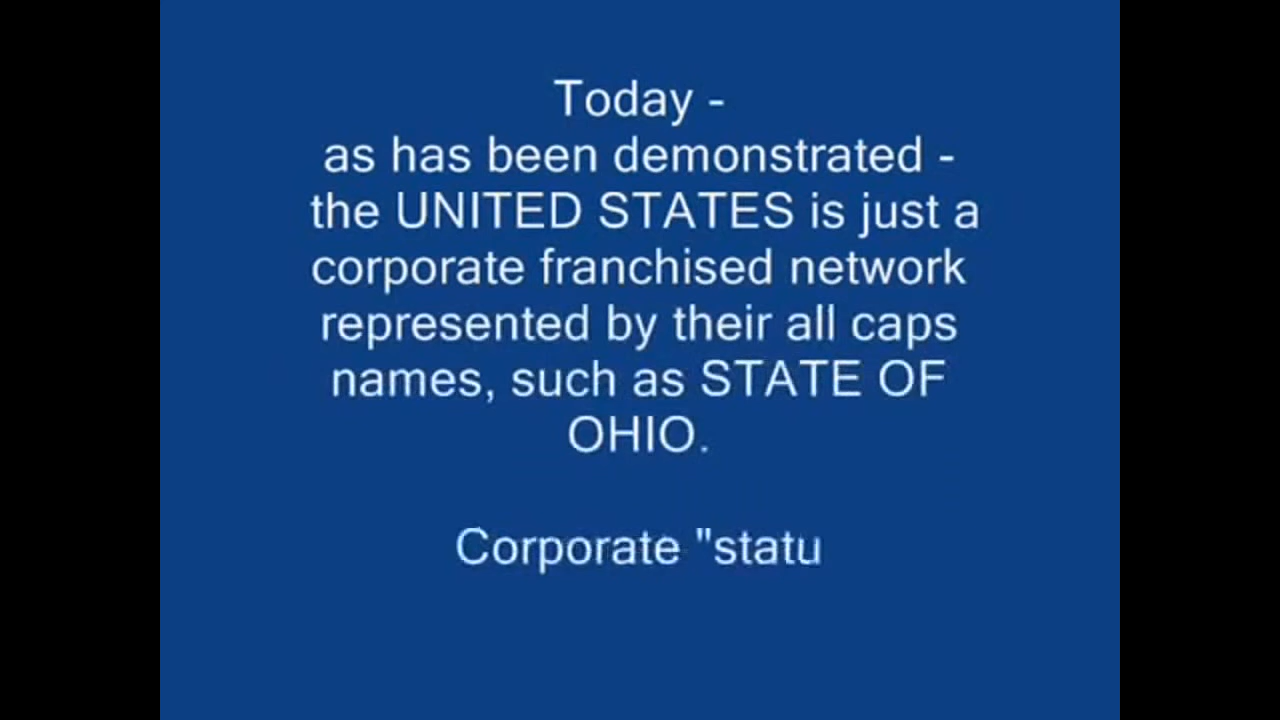 Today -
as has been demonstrated -
the UNITED STATES is just a
corporate franchised network
represented by their all caps
names, such as STATE OF
OHIO.
Corporate "statu